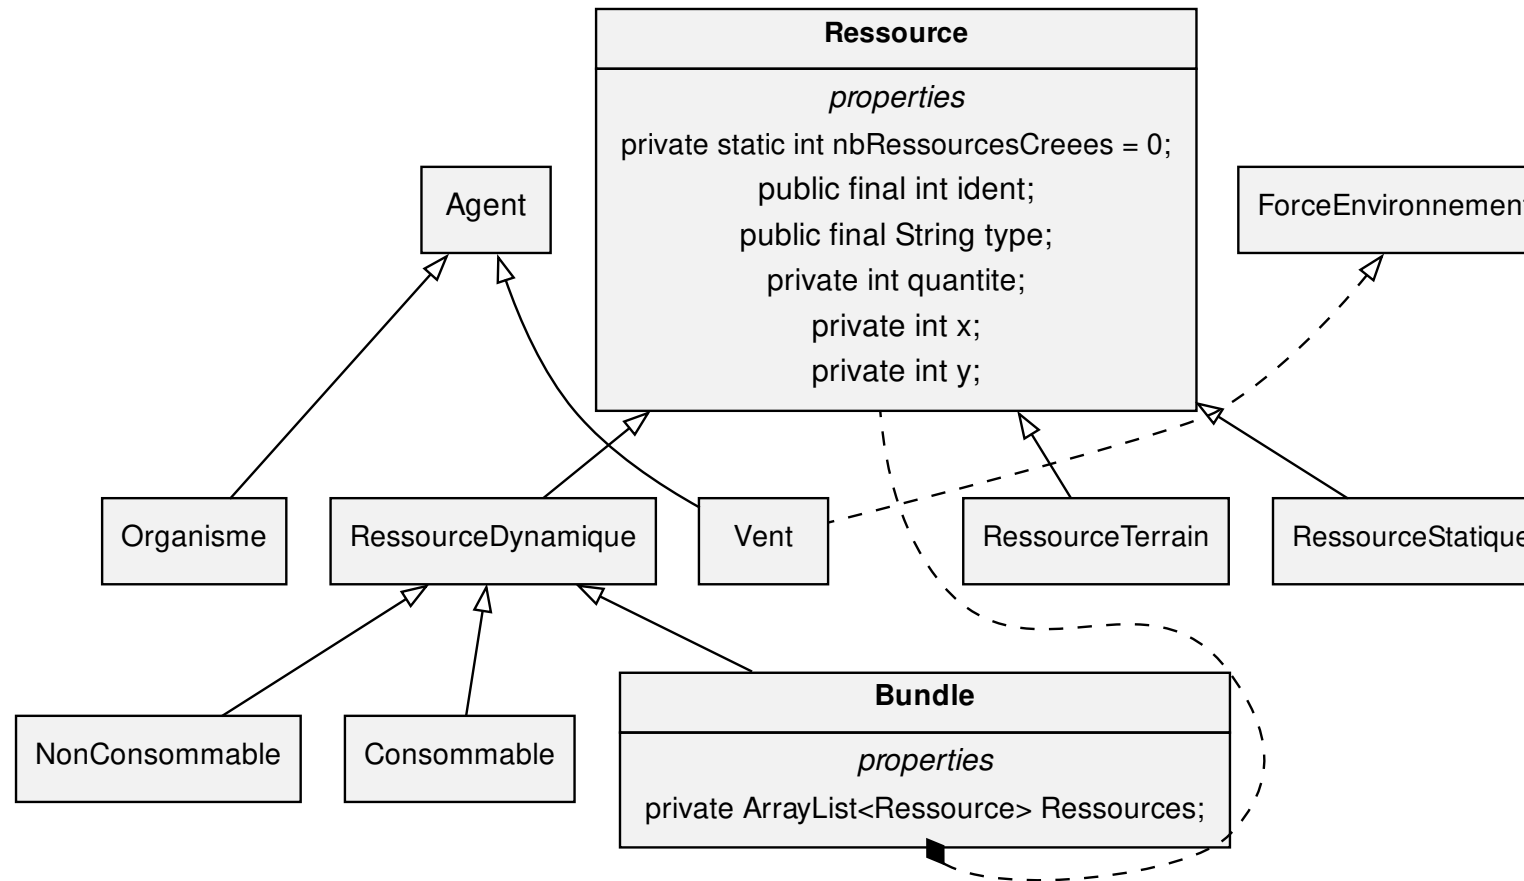 Ressource
properties
private static int nbRessourcesCreees = 0;
public final int ident;
public final String type;
private int quantite;
private int x;
private int y;
Agent
ForceEnvironnement
Organisme
RessourceDynamique
Vent
RessourceTerrain
RessourceStatique
NonConsommable
Consommable
Bundle
properties
private ArrayList<Ressource> Ressources;